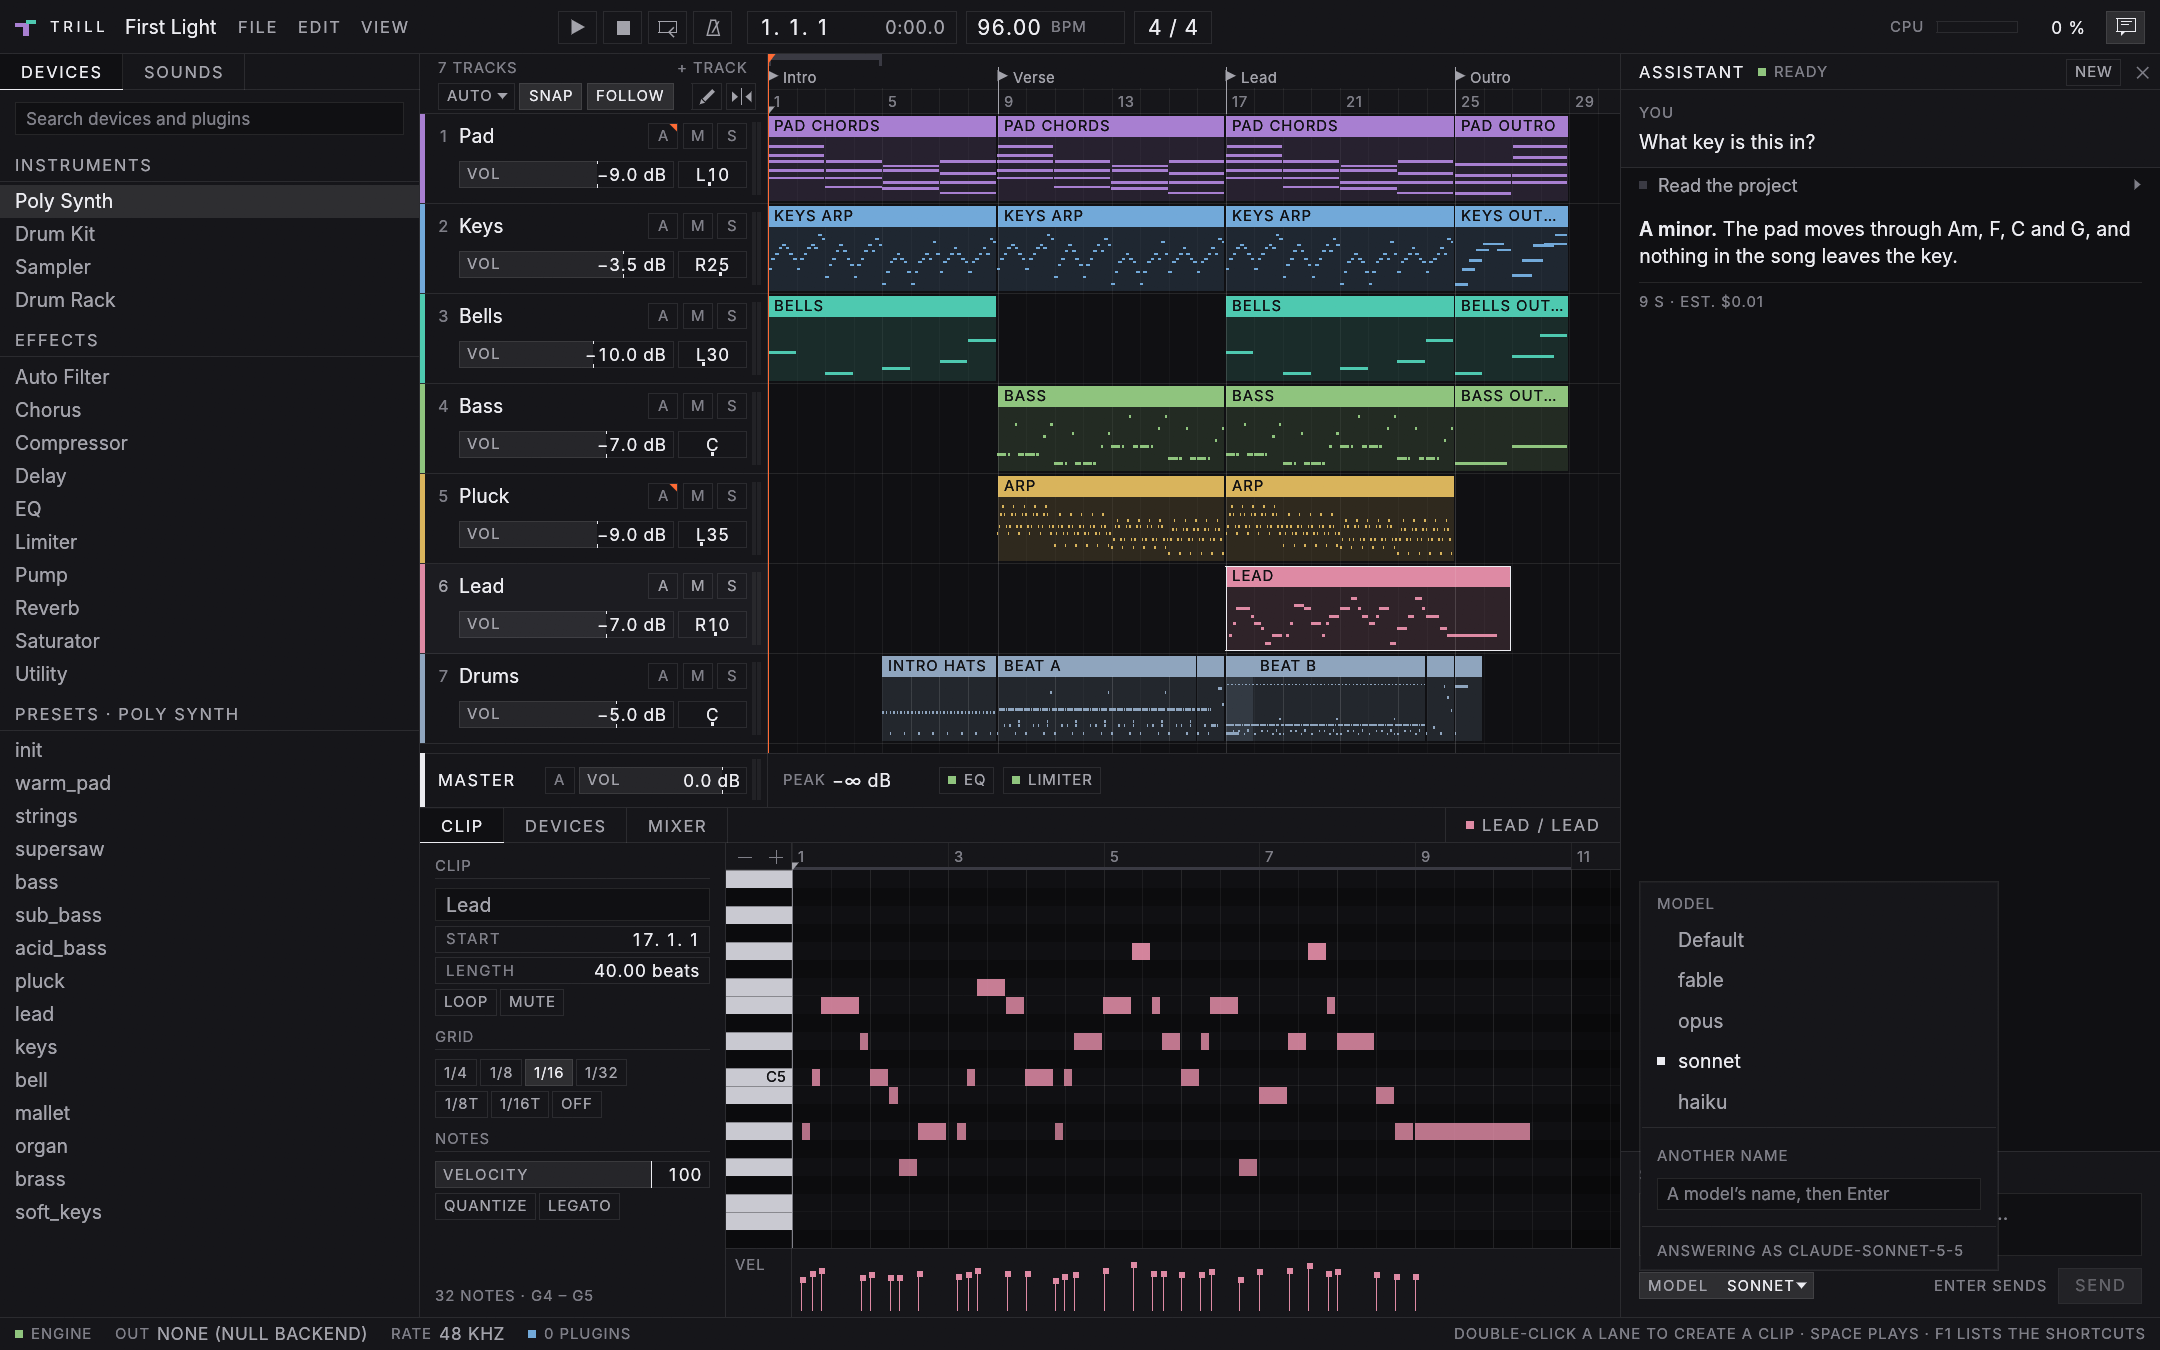 TRILL First Light FILE EDIT VIEW
1. 1. 1 0:00.0 96.00 BPM 4 / 4
CPU 0 %
DEVICES SOUNDS
Search devices and plugins
INSTRUMENTS
Poly Synth
Drum Kit
Sampler
Drum Rack
EFFECTS
Auto Filter
Chorus
Compressor
Delay
EQ
Limiter
Pump
Reverb
Saturator
Utility
PRESETS · POLY SYNTH
init
warm_pad
strings
supersaw
bass
sub_bass
acid_bass
pluck
lead
keys
bell
mallet
organ
brass
soft_keys
7 TRACKS + TRACK
AUTO SNAP FOLLOW
Intro Verse Lead Outro
1 5 9 13 17 21 25 29
1 Pad A M S
VOL −9.0 dB L10
PAD CHORDS PAD CHORDS PAD CHORDS PAD OUTRO
2 Keys A M S
VOL −3.5 dB R25
KEYS ARP KEYS ARP KEYS ARP KEYS OUT...
3 Bells A M S
VOL −10.0 dB L30
BELLS BELLS BELLS OUT...
4 Bass A M S
VOL −7.0 dB C
BASS BASS BASS OUT...
5 Pluck A M S
VOL −9.0 dB L35
ARP ARP
6 Lead A M S
VOL −7.0 dB R10
LEAD
7 Drums A M S
VOL −5.0 dB C
INTRO HATS BEAT A BEAT B
MASTER A VOL 0.0 dB PEAK −∞ dB EQ LIMITER
CLIP DEVICES MIXER LEAD / LEAD
CLIP
Lead
START 17. 1. 1
LENGTH 40.00 beats
LOOP MUTE
GRID
1/4 1/8 1/16 1/32
1/8T 1/16T OFF
NOTES
VELOCITY 100
QUANTIZE LEGATO
32 NOTES · G4 – G5
1 3 5 7 9 11
C5
VEL
ASSISTANT READY NEW
YOU
What key is this in?
Read the project
A minor. The pad moves through Am, F, C and G, and
nothing in the song leaves the key.
9 S · EST. $0.01
MODEL
Default
fable
opus
sonnet
haiku
ANOTHER NAME
A model’s name, then Enter
ANSWERING AS CLAUDE-SONNET-5-5
MODEL SONNET ENTER SENDS SEND
ENGINE OUT NONE (NULL BACKEND) RATE 48 KHZ 0 PLUGINS
DOUBLE-CLICK A LANE TO CREATE A CLIP · SPACE PLAYS · F1 LISTS THE SHORTCUTS